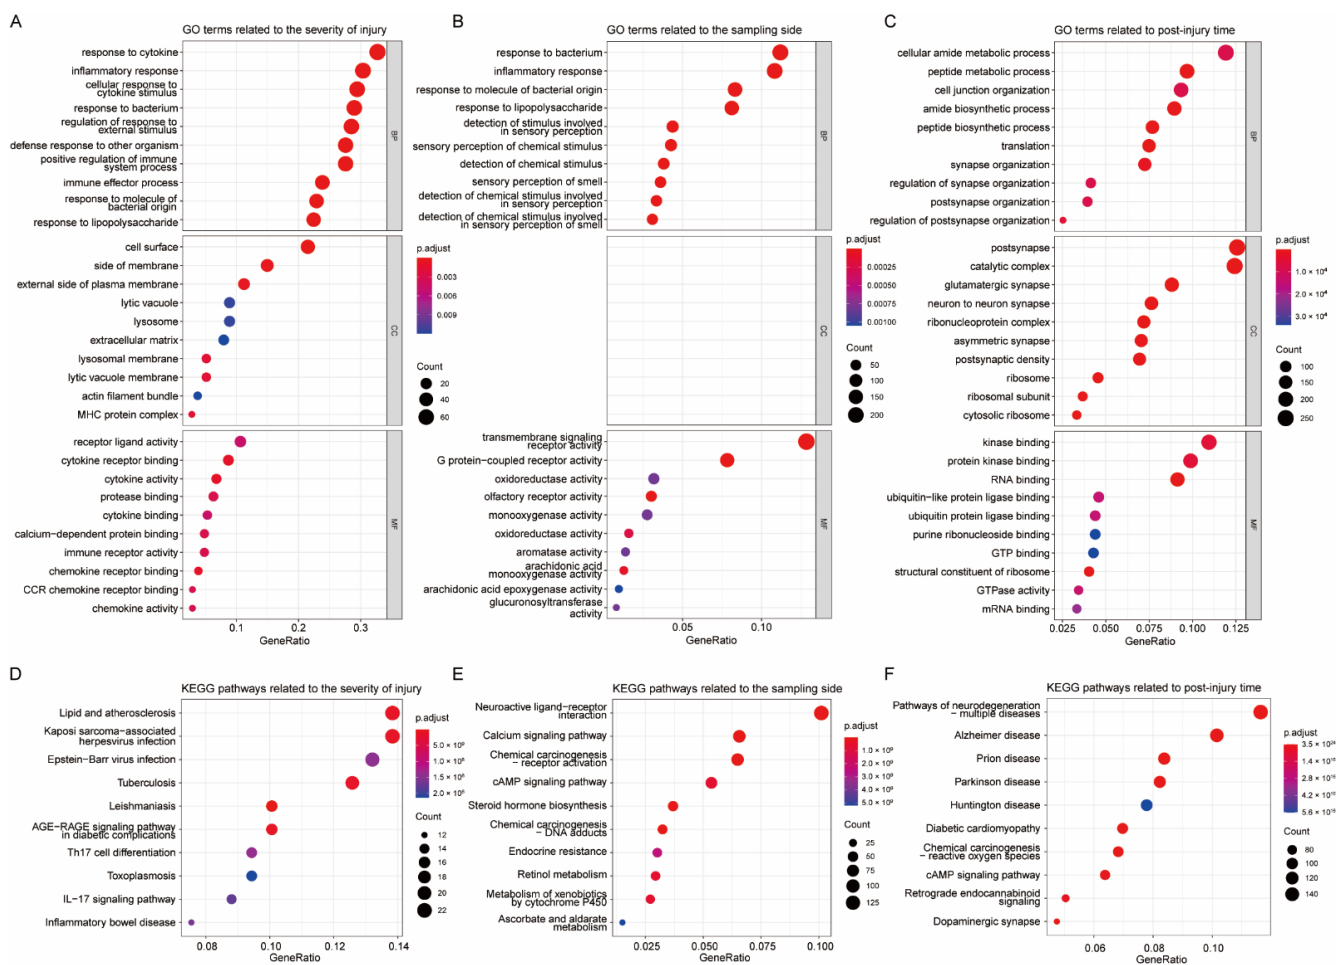 A
GO terms related to the severity of injury
response to cytokine
inflammatory response
cellular response to
cytokine stimulus
response to bacterium
regulation of response to
external stimulus
defense response to other organism
positive regulation of immune
system process
immune effector process
response to molecule of
bacterial origin
response to lipopolysaccharide
BP
cell surface
side of membrane
external side of plasma membrane
lytic vacuole
lysosome
extracellular matrix
lysosomal membrane
lytic vacuole membrane
actin filament bundle
MHC protein complex
CC
receptor ligand activity
cytokine receptor binding
cytokine activity
protease binding
cytokine binding
calcium-dependent protein binding
immune receptor activity
chemokine receptor binding
CCR chemokine receptor binding
chemokine activity
MF
0.1
0.2
0.3
GeneRatio
p.adjust
0.003
0.006
0.009
Count
20
40
60
B
GO terms related to the sampling side
response to bacterium
inflammatory response
response to molecule of bacterial origin
response to lipopolysaccharide
detection of stimulus involved
in sensory perception
sensory perception of chemical stimulus
detection of chemical stimulus
sensory perception of smell
detection of chemical stimulus involved
in sensory perception
detection of chemical stimulus involved
in sensory perception of smell
BP
CC
transmembrane signaling
receptor activity
G protein-coupled receptor activity
oxidoreductase activity
olfactory receptor activity
monooxygenase activity
oxidoreductase activity
aromatase activity
arachidonic acid
monooxygenase activity
arachidonic acid epoxygenase activity
glucuronosyltransferase
activity
MF
0.05
0.10
GeneRatio
p.adjust
0.00025
0.00050
0.00075
0.00100
Count
50
100
150
200
C
GO terms related to post-injury time
cellular amide metabolic process
peptide metabolic process
cell junction organization
amide biosynthetic process
peptide biosynthetic process
translation
synapse organization
regulation of synapse organization
postsynapse organization
regulation of postsynapse organization
BP
postsynapse
catalytic complex
glutamatergic synapse
neuron to neuron synapse
ribonucleoprotein complex
asymmetric synapse
postsynaptic density
ribosome
ribosomal subunit
cytosolic ribosome
CC
kinase binding
protein kinase binding
RNA binding
ubiquitin-like protein ligase binding
ubiquitin protein ligase binding
purine ribonucleoside binding
GTP binding
structural constituent of ribosome
GTPase activity
mRNA binding
MF
0.025
0.050
0.075
0.100
0.125
GeneRatio
p.adjust
1.0 × 10⁴
2.0 × 10⁴
3.0 × 10⁴
Count
100
150
200
250
D
KEGG pathways related to the severity of injury
Lipid and atherosclerosis
Kaposi sarcoma-associated
herpesvirus infection
Epstein-Barr virus infection
Tuberculosis
Leishmaniasis
AGE-RAGE signaling pathway
in diabetic complications
Th17 cell differentiation
Toxoplasmosis
IL-17 signaling pathway
Inflammatory bowel disease
0.08
0.10
0.12
0.14
GeneRatio
p.adjust
Count
12
14
16
18
20
22
E
KEGG pathways related to the sampling side
Neuroactive ligand-receptor
interaction
Calcium signaling pathway
Chemical carcinogenesis
- receptor activation
cAMP signaling pathway
Steroid hormone biosynthesis
Chemical carcinogenesis
- DNA adducts
Endocrine resistance
Retinol metabolism
Metabolism of xenobiotics
by cytochrome P450
Ascorbate and aldarate
metabolism
0.025
0.050
0.075
0.100
GeneRatio
p.adjust
Count
25
50
75
100
125
F
KEGG pathways related to post-injury time
Pathways of neurodegeneration
- multiple diseases
Alzheimer disease
Prion disease
Parkinson disease
Huntington disease
Diabetic cardiomyopathy
Chemical carcinogenesis
- reactive oxygen species
cAMP signaling pathway
Retrograde endocannabinoid
signaling
Dopaminergic synapse
0.06
0.08
0.10
GeneRatio
p.adjust
Count
80
100
120
140